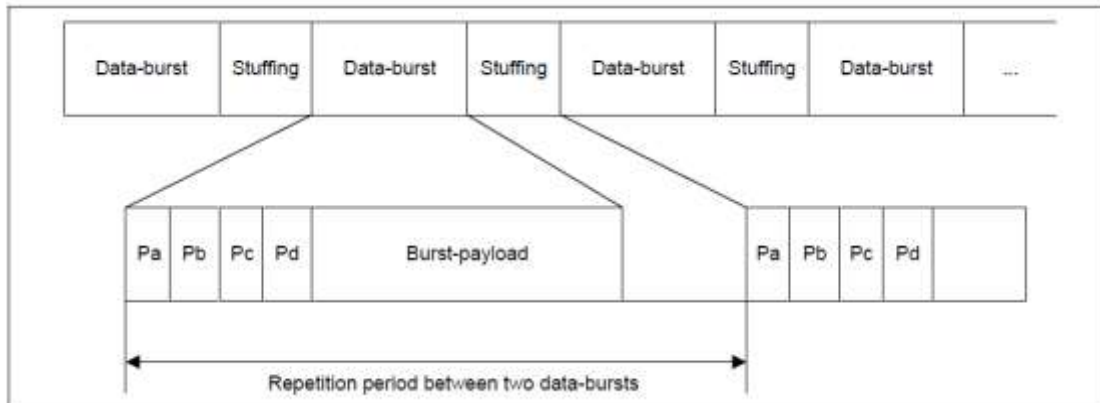 Data-burst Stuffing Data-burst Stuffing Data-burst Stuffing Data-burst ...
Pa Pb Pc Pd Burst-payload Pa Pb Pc Pd
Repetition period between two data-bursts